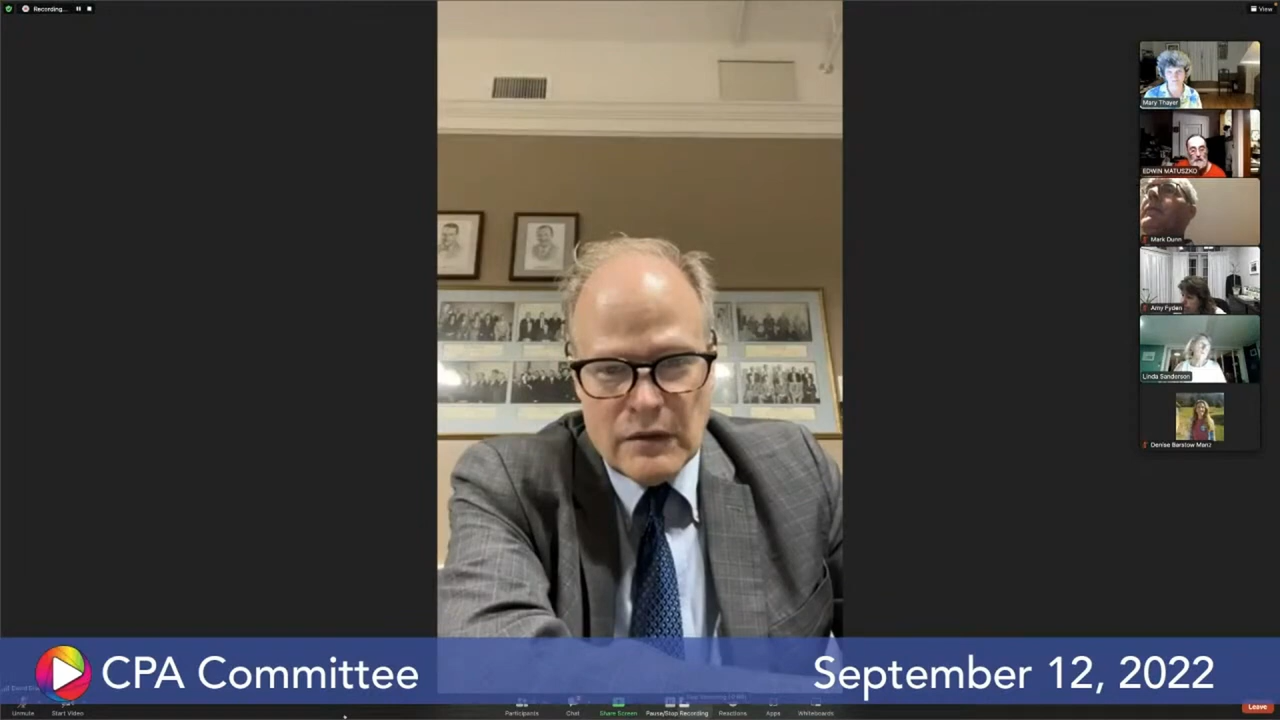 Recording...
View
Mary Thayer
EDWIN MATUSZKO
Mark Dunn
Amy Fyden
Linda Sanderson
Denise Barstow Manz
CPA Committee
September 12, 2022
Unmute
Start Video
Participants
Chat
Share Screen
Pause/Stop Recording
Reactions
Apps
Whiteboards
Leave